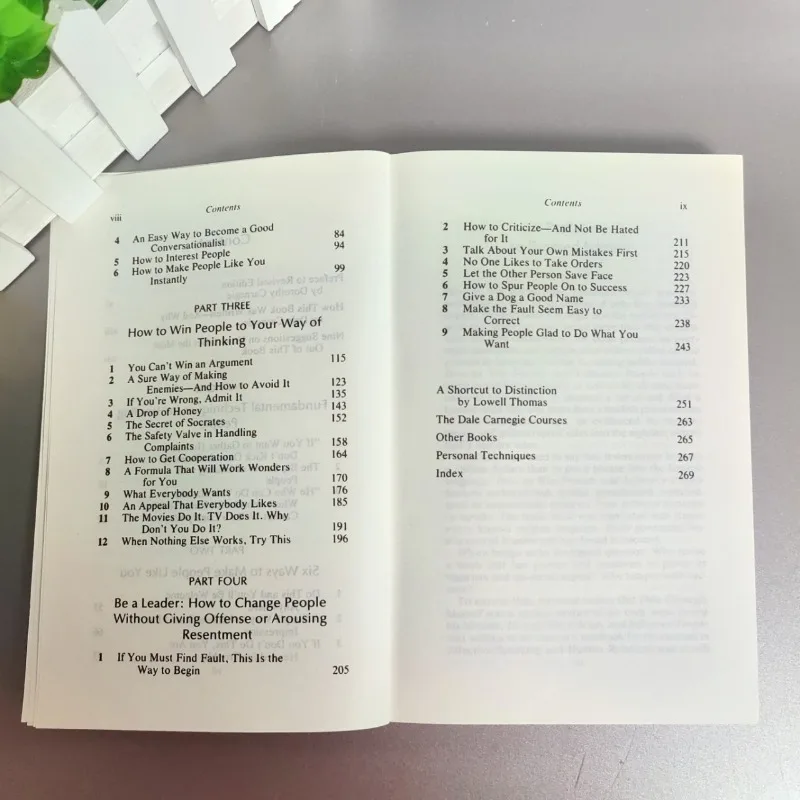 viii
Contents
4 An Easy Way to Become a Good
Conversationalist 84
5 How to Interest People 94
6 How to Make People Like You
Instantly 99
PART THREE
How to Win People to Your Way of
Thinking
1 You Can't Win an Argument 115
2 A Sure Way of Making
Enemies—And How to Avoid It 123
3 If You're Wrong, Admit It 135
4 A Drop of Honey 143
5 The Secret of Socrates 152
6 The Safety Valve in Handling
Complaints 158
7 How to Get Cooperation 164
8 A Formula That Will Work Wonders
for You 170
9 What Everybody Wants 176
10 An Appeal That Everybody Likes 185
11 The Movies Do It. TV Does It. Why
Don't You Do It? 191
12 When Nothing Else Works, Try This 196
PART FOUR
Be a Leader: How to Change People
Without Giving Offense or Arousing
Resentment
1 If You Must Find Fault, This Is the
Way to Begin 205
Contents
ix
2 How to Criticize—And Not Be Hated
for It 211
3 Talk About Your Own Mistakes First 215
4 No One Likes to Take Orders 220
5 Let the Other Person Save Face 223
6 How to Spur People On to Success 227
7 Give a Dog a Good Name 233
8 Make the Fault Seem Easy to
Correct 238
9 Making People Glad to Do What You
Want 243
A Shortcut to Distinction
by Lowell Thomas 251
The Dale Carnegie Courses 263
Other Books 265
Personal Techniques 267
Index 269